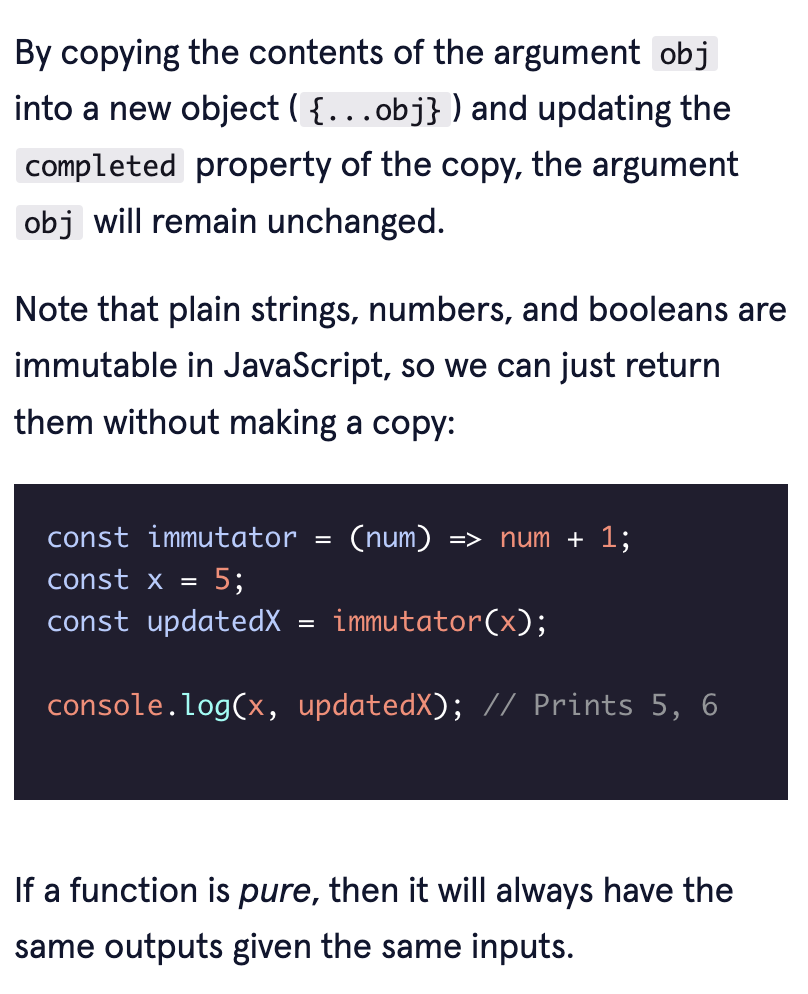 By copying the contents of the argument obj
into a new object ({...obj}) and updating the
completed property of the copy, the argument
obj will remain unchanged.
Note that plain strings, numbers, and booleans are
immutable in JavaScript, so we can just return
them without making a copy:
const immutator = (num) => num + 1;
const x = 5;
const updatedX = immutator(x);
console.log(x, updatedX); // Prints 5, 6
If a function is pure, then it will always have the
same outputs given the same inputs.